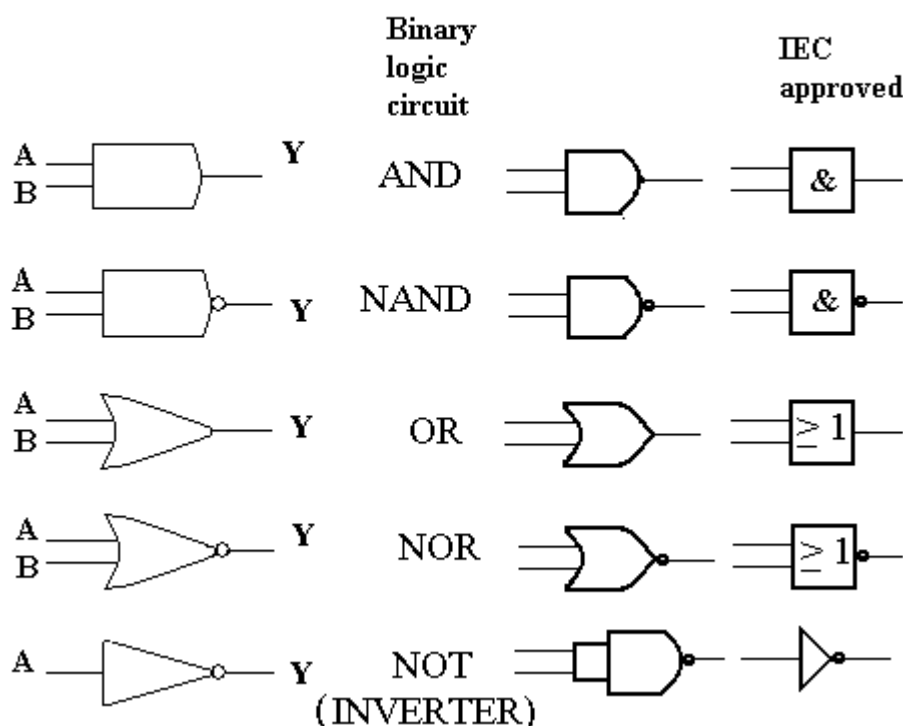 Binary
logic
circuit
IEC
approved
A
B
Y
AND
&
A
B
Y
NAND
&
A
B
Y
OR
≥ 1
A
B
Y
NOR
≥ 1
A
Y
NOT
(INVERTER)